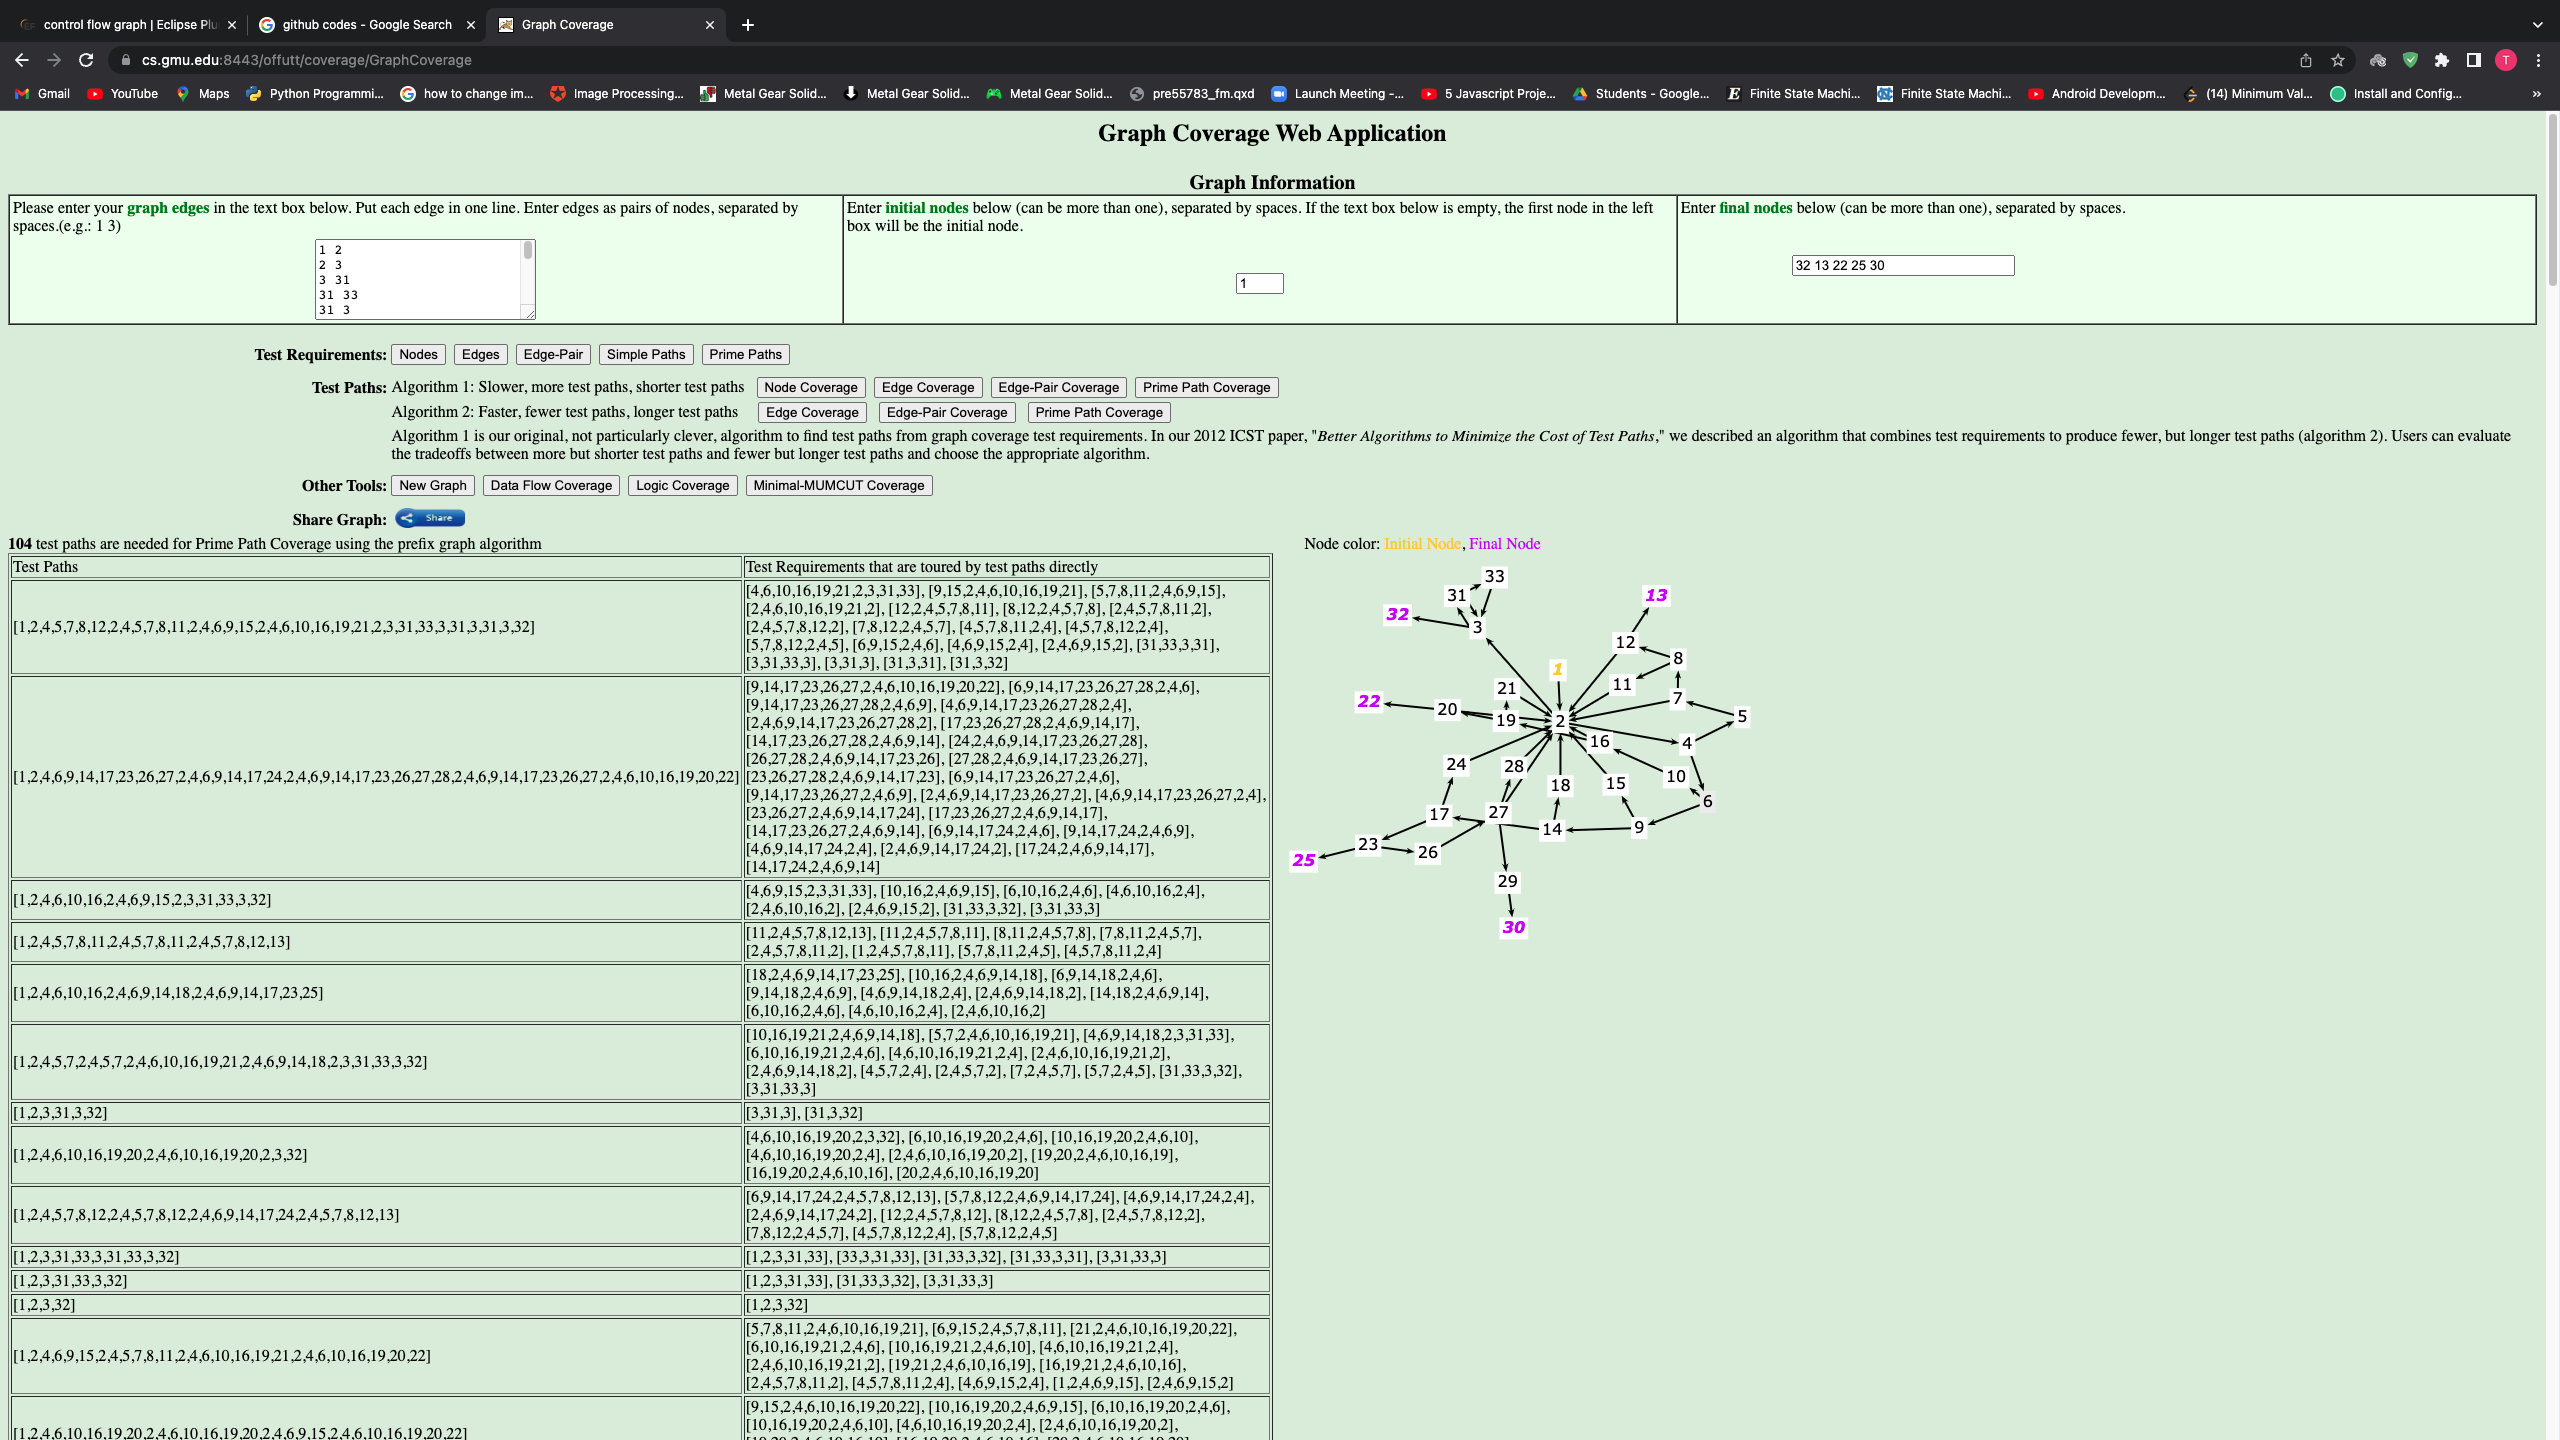 control flow graph | Eclipse Plu
github codes - Google Search
Graph Coverage
cs.gmu.edu:8443/offutt/coverage/GraphCoverage
T
Gmail
YouTube
Maps
Python Programmi...
how to change im...
Image Processing...
Metal Gear Solid...
Metal Gear Solid...
Metal Gear Solid...
pre55783_fm.qxd
Launch Meeting -...
5 Javascript Proje...
Students - Google...
Finite State Machi...
Finite State Machi...
Android Developm...
(14) Minimum Val...
Install and Config...
»
Graph Coverage Web Application
Graph Information
Please enter your graph edges in the text box below. Put each edge in one line. Enter edges as pairs of nodes, separated by
spaces.(e.g.: 1 3)
1 2
2 3
3 31
31 33
31 3
Enter initial nodes below (can be more than one), separated by spaces. If the text box below is empty, the first node in the left
box will be the initial node.
1
Enter final nodes below (can be more than one), separated by spaces.
32 13 22 25 30
Test Requirements: Nodes Edges Edge-Pair Simple Paths Prime Paths
Test Paths: Algorithm 1: Slower, more test paths, shorter test paths Node Coverage Edge Coverage Edge-Pair Coverage Prime Path Coverage
Algorithm 2: Faster, fewer test paths, longer test paths Edge Coverage Edge-Pair Coverage Prime Path Coverage
Algorithm 1 is our original, not particularly clever, algorithm to find test paths from graph coverage test requirements. In our 2012 ICST paper, "Better Algorithms to Minimize the Cost of Test Paths," we described an algorithm that combines test requirements to produce fewer, but longer test paths (algorithm 2). Users can evaluate
the tradeoffs between more but shorter test paths and fewer but longer test paths and choose the appropriate algorithm.
Other Tools: New Graph Data Flow Coverage Logic Coverage Minimal-MUMCUT Coverage
Share Graph: Share
104 test paths are needed for Prime Path Coverage using the prefix graph algorithm
Test Paths
Test Requirements that are toured by test paths directly
[1,2,4,5,7,8,12,2,4,5,7,8,11,2,4,6,9,15,2,4,6,10,16,19,21,2,3,31,33,3,31,3,31,3,32]
[4,6,10,16,19,21,2,3,31,33], [9,15,2,4,6,10,16,19,21], [5,7,8,11,2,4,6,9,15],
[2,4,6,10,16,19,21,2], [12,2,4,5,7,8,11], [8,12,2,4,5,7,8], [2,4,5,7,8,11,2],
[2,4,5,7,8,12,2], [7,8,12,2,4,5,7], [4,5,7,8,11,2,4], [4,5,7,8,12,2,4],
[5,7,8,12,2,4,5], [6,9,15,2,4,6], [4,6,9,15,2,4], [2,4,6,9,15,2], [31,33,3,31],
[3,31,33,3], [3,31,3], [31,3,31], [31,3,32]
[1,2,4,6,9,14,17,23,26,27,2,4,6,9,14,17,24,2,4,6,9,14,17,23,26,27,28,2,4,6,9,14,17,23,26,27,2,4,6,10,16,19,20,22]
[9,14,17,23,26,27,2,4,6,10,16,19,20,22], [6,9,14,17,23,26,27,28,2,4,6],
[9,14,17,23,26,27,28,2,4,6,9], [4,6,9,14,17,23,26,27,28,2,4],
[2,4,6,9,14,17,23,26,27,28,2], [17,23,26,27,28,2,4,6,9,14,17],
[14,17,23,26,27,28,2,4,6,9,14], [24,2,4,6,9,14,17,23,26,27,28],
[26,27,28,2,4,6,9,14,17,23,26], [27,28,2,4,6,9,14,17,23,26,27],
[23,26,27,28,2,4,6,9,14,17,23], [6,9,14,17,23,26,27,2,4,6],
[9,14,17,23,26,27,2,4,6,9], [2,4,6,9,14,17,23,26,27,2], [4,6,9,14,17,23,26,27,2,4],
[23,26,27,2,4,6,9,14,17,24], [17,23,26,27,2,4,6,9,14,17],
[14,17,23,26,27,2,4,6,9,14], [6,9,14,17,24,2,4,6], [9,14,17,24,2,4,6,9],
[4,6,9,14,17,24,2,4], [2,4,6,9,14,17,24,2], [17,24,2,4,6,9,14,17],
[14,17,24,2,4,6,9,14]
[1,2,4,6,10,16,2,4,6,9,15,2,3,31,33,3,32]
[4,6,9,15,2,3,31,33], [10,16,2,4,6,9,15], [6,10,16,2,4,6], [4,6,10,16,2,4],
[2,4,6,10,16,2], [2,4,6,9,15,2], [31,33,3,32], [3,31,33,3]
[1,2,4,5,7,8,11,2,4,5,7,8,11,2,4,5,7,8,12,13]
[11,2,4,5,7,8,12,13], [11,2,4,5,7,8,11], [8,11,2,4,5,7,8], [7,8,11,2,4,5,7],
[2,4,5,7,8,11,2], [1,2,4,5,7,8,11], [5,7,8,11,2,4,5], [4,5,7,8,11,2,4]
[1,2,4,6,10,16,2,4,6,9,14,18,2,4,6,9,14,17,23,25]
[18,2,4,6,9,14,17,23,25], [10,16,2,4,6,9,14,18], [6,9,14,18,2,4,6],
[9,14,18,2,4,6,9], [4,6,9,14,18,2,4], [2,4,6,9,14,18,2], [14,18,2,4,6,9,14],
[6,10,16,2,4,6], [4,6,10,16,2,4], [2,4,6,10,16,2]
[1,2,4,5,7,2,4,5,7,2,4,6,10,16,19,21,2,4,6,9,14,18,2,3,31,33,3,32]
[10,16,19,21,2,4,6,9,14,18], [5,7,2,4,6,10,16,19,21], [4,6,9,14,18,2,3,31,33],
[6,10,16,19,21,2,4,6], [4,6,10,16,19,21,2,4], [2,4,6,10,16,19,21,2],
[2,4,6,9,14,18,2], [4,5,7,2,4], [2,4,5,7,2], [7,2,4,5,7], [5,7,2,4,5], [31,33,3,32],
[3,31,33,3]
[1,2,3,31,3,32]
[3,31,3], [31,3,32]
[1,2,4,6,10,16,19,20,2,4,6,10,16,19,20,2,3,32]
[4,6,10,16,19,20,2,3,32], [6,10,16,19,20,2,4,6], [10,16,19,20,2,4,6,10],
[4,6,10,16,19,20,2,4], [2,4,6,10,16,19,20,2], [19,20,2,4,6,10,16,19],
[16,19,20,2,4,6,10,16], [20,2,4,6,10,16,19,20]
[1,2,4,5,7,8,12,2,4,5,7,8,12,2,4,6,9,14,17,24,2,4,5,7,8,12,13]
[6,9,14,17,24,2,4,5,7,8,12,13], [5,7,8,12,2,4,6,9,14,17,24], [4,6,9,14,17,24,2,4],
[2,4,6,9,14,17,24,2], [12,2,4,5,7,8,12], [8,12,2,4,5,7,8], [2,4,5,7,8,12,2],
[7,8,12,2,4,5,7], [4,5,7,8,12,2,4], [5,7,8,12,2,4,5]
[1,2,3,31,33,3,31,33,3,32]
[1,2,3,31,33], [33,3,31,33], [31,33,3,32], [31,33,3,31], [3,31,33,3]
[1,2,3,31,33,3,32]
[1,2,3,31,33], [31,33,3,32], [3,31,33,3]
[1,2,3,32]
[1,2,3,32]
[1,2,4,6,9,15,2,4,5,7,8,11,2,4,6,10,16,19,21,2,4,6,10,16,19,20,22]
[5,7,8,11,2,4,6,10,16,19,21], [6,9,15,2,4,5,7,8,11], [21,2,4,6,10,16,19,20,22],
[6,10,16,19,21,2,4,6], [10,16,19,21,2,4,6,10], [4,6,10,16,19,21,2,4],
[2,4,6,10,16,19,21,2], [19,21,2,4,6,10,16,19], [16,19,21,2,4,6,10,16],
[2,4,5,7,8,11,2], [4,5,7,8,11,2,4], [4,6,9,15,2,4], [1,2,4,6,9,15], [2,4,6,9,15,2]
[1,2,4,6,10,16,19,20,2,4,6,10,16,19,20,2,4,6,9,15,2,4,6,10,16,19,20,22]
[9,15,2,4,6,10,16,19,20,22], [10,16,19,20,2,4,6,9,15], [6,10,16,19,20,2,4,6],
[10,16,19,20,2,4,6,10], [4,6,10,16,19,20,2,4], [2,4,6,10,16,19,20,2],
Node color: Initial Node, Final Node
33
31
13
32
3
12
8
1
11
21
7
22
20
19
2
5
16
4
24
28
10
18
15
6
27
17
14
9
23
26
25
29
30